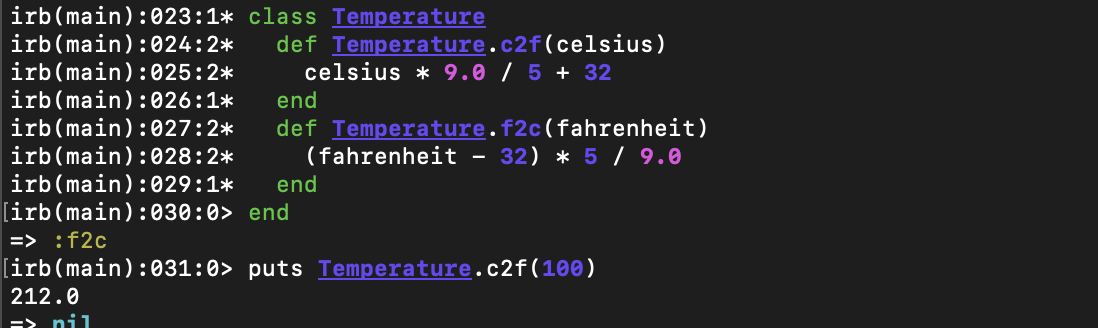 irb(main):023:1* class Temperature
irb(main):024:2*   def Temperature.c2f(celsius)
irb(main):025:2*     celsius * 9.0 / 5 + 32
irb(main):026:1*   end
irb(main):027:2*   def Temperature.f2c(fahrenheit)
irb(main):028:2*     (fahrenheit - 32) * 5 / 9.0
irb(main):029:1*   end
[irb(main):030:0> end
=> :f2c
[irb(main):031:0> puts Temperature.c2f(100)
212.0
=> nil